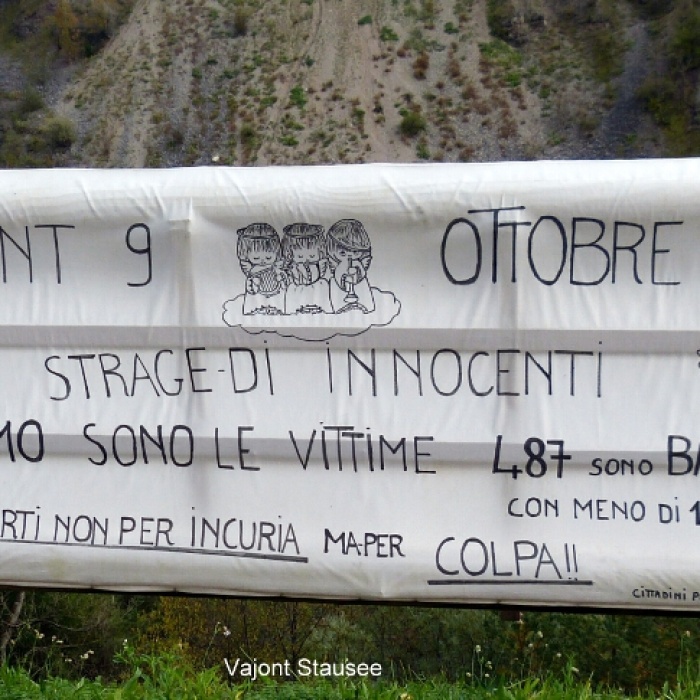 NT 9 OTTOBRE
STRAGE-DI INNOCENTI
MO SONO LE VITTIME 487 SONO BA
CON MENO DI 1
RTI NON PER INCURIA MA PER COLPA!!
CITTADINI P
Vajont Stausee